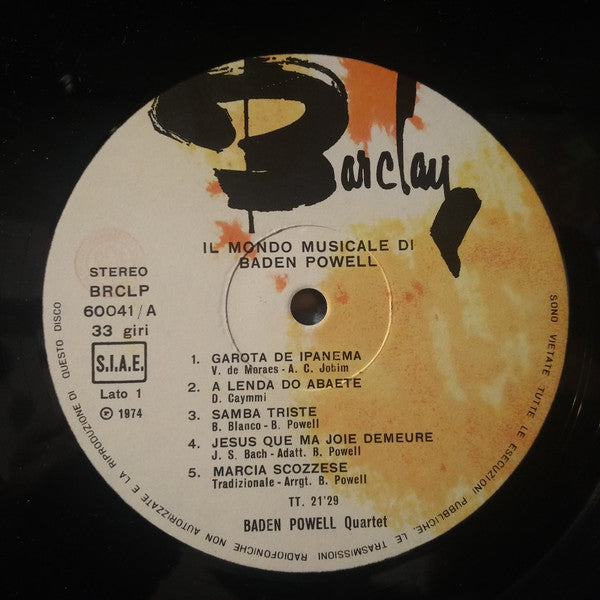 Barclay
IL MONDO MUSICALE DI
BADEN POWELL
STEREO
BRCLP
60041/A
33 giri
S.I.A.E.
Lato 1
℗ 1974
1. GAROTA DE IPANEMA
V. de Moraes - A. C. Jobim
2. A LENDA DO ABAETE
D. Caymmi
3. SAMBA TRISTE
B. Blanco - B. Powell
4. JESUS QUE MA JOIE DEMEURE
J. S. Bach - Adatt. B. Powell
5. MARCIA SCOZZESE
Tradizionale - Arrgt. B. Powell
TT. 21'29
BADEN POWELL Quartet
SONO VIETATE TUTTE LE ESECUZIONI PUBBLICHE, LE TRASMISSIONI RADIOFONICHE NON AUTORIZZATE E LA RIPRODUZIONE DI QUESTO DISCO